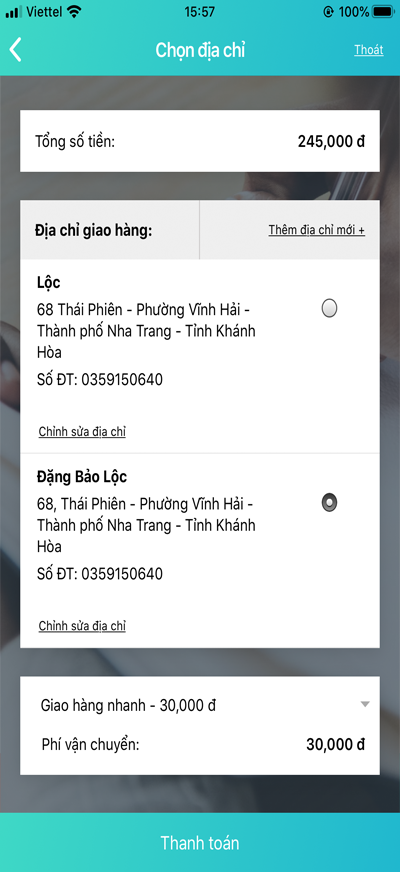 Viettel 15:57 100%
Chọn địa chỉ Thoát
Tổng số tiền: 245,000 đ
Địa chỉ giao hàng: Thêm địa chỉ mới +
Lộc
68 Thái Phiên - Phường Vĩnh Hải -
Thành phố Nha Trang - Tỉnh Khánh
Hòa
Số ĐT: 0359150640
Chỉnh sửa địa chỉ
Đặng Bảo Lộc
68, Thái Phiên - Phường Vĩnh Hải -
Thành phố Nha Trang - Tỉnh Khánh
Hòa
Số ĐT: 0359150640
Chỉnh sửa địa chỉ
Giao hàng nhanh - 30,000 đ
Phí vận chuyển: 30,000 đ
Thanh toán